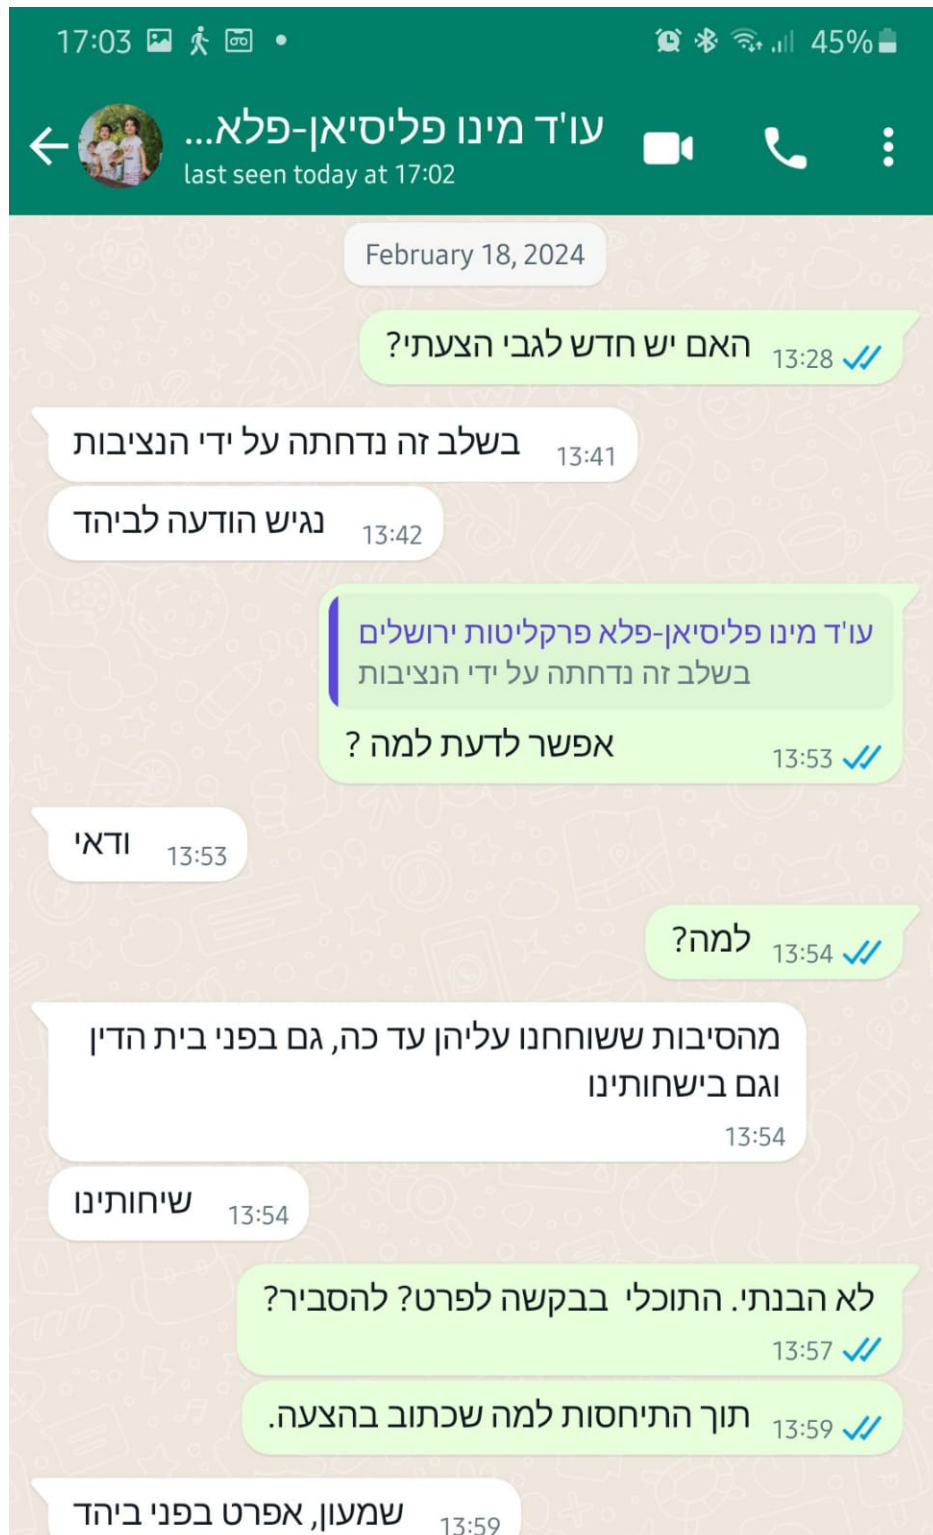 17:03
45%
עו'ד מינו פליסיאן-פלא...
last seen today at 17:02
February 18, 2024
האם יש חדש לגבי הצעתי?
13:28
בשלב זה נדחתה על ידי הנציבות
13:41
נגיש הודעה לביהד
13:42
עו'ד מינו פליסיאן-פלא פרקליטות ירושלים
בשלב זה נדחתה על ידי הנציבות
אפשר לדעת למה ?
13:53
ודאי
13:53
למה?
13:54
מהסיבות ששוחחנו עליהן עד כה, גם בפני בית הדין
וגם בישחותינו
13:54
שיחותינו
13:54
לא הבנתי. התוכלי  בבקשה לפרט? להסביר?
13:57
תוך התיחסות למה שכתוב בהצעה.
13:59
שמעון, אפרט בפני ביהד
13:59